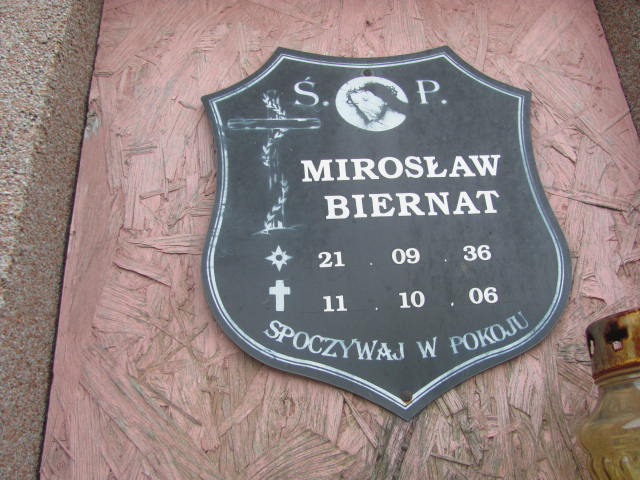 Ś. P.
MIROSŁAW
BIERNAT
21 . 09 . 36
11 . 10 . 06
SPOCZYWAJ W POKOJU